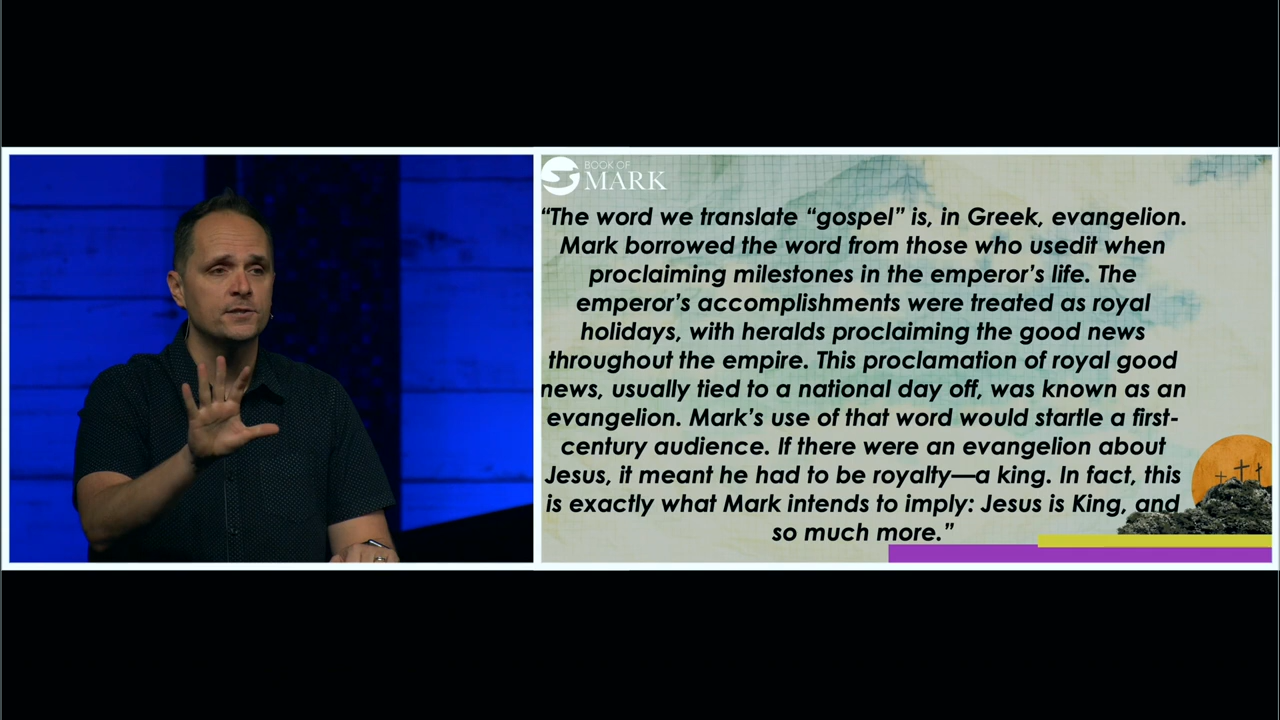 BOOK OF
MARK
“The word we translate “gospel” is, in Greek, evangelion.
Mark borrowed the word from those who usedit when
proclaiming milestones in the emperor’s life. The
emperor’s accomplishments were treated as royal
holidays, with heralds proclaiming the good news
throughout the empire. This proclamation of royal good
news, usually tied to a national day off, was known as an
evangelion. Mark’s use of that word would startle a first-
century audience. If there were an evangelion about
Jesus, it meant he had to be royalty—a king. In fact, this
is exactly what Mark intends to imply: Jesus is King, and
so much more.”